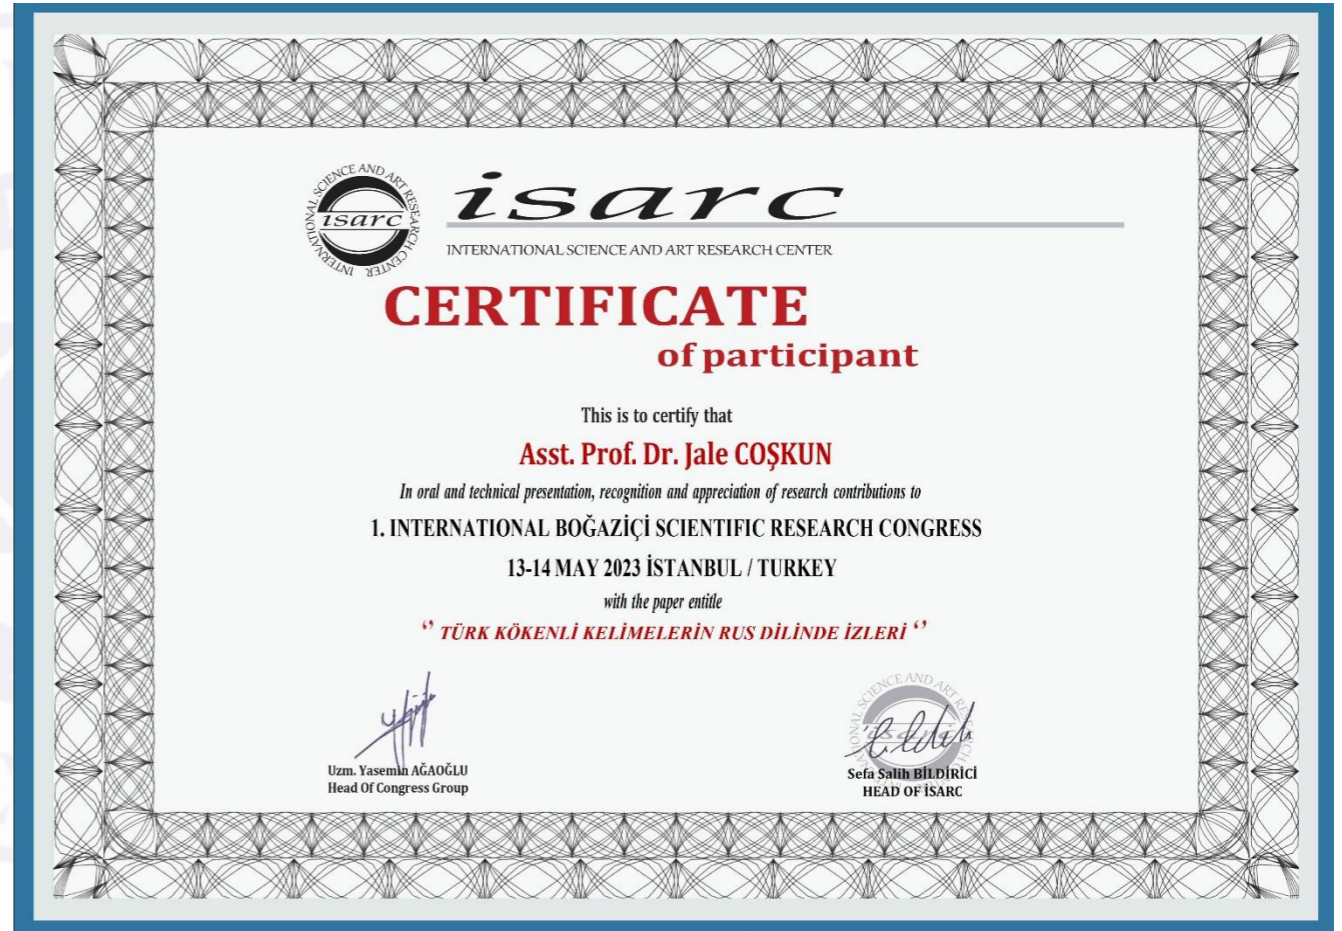 INTERNATIONAL SCIENCE AND ART RESEARCH CENTER
isarc
isarc
INTERNATIONAL SCIENCE AND ART RESEARCH CENTER
CERTIFICATE
of participant
This is to certify that
Asst. Prof. Dr. Jale COŞKUN
In oral and technical presentation, recognition and appreciation of research contributions to
1. INTERNATIONAL BOĞAZİÇİ SCIENTIFIC RESEARCH CONGRESS
13-14 MAY 2023 İSTANBUL / TURKEY
with the paper entitle
‘’ TÜRK KÖKENLİ KELİMELERİN RUS DİLİNDE İZLERİ ‘’
Uzm. Yasemin AĞAOĞLU
Head Of Congress Group
Sefa Salih BİLDİRİCİ
HEAD OF İSARC